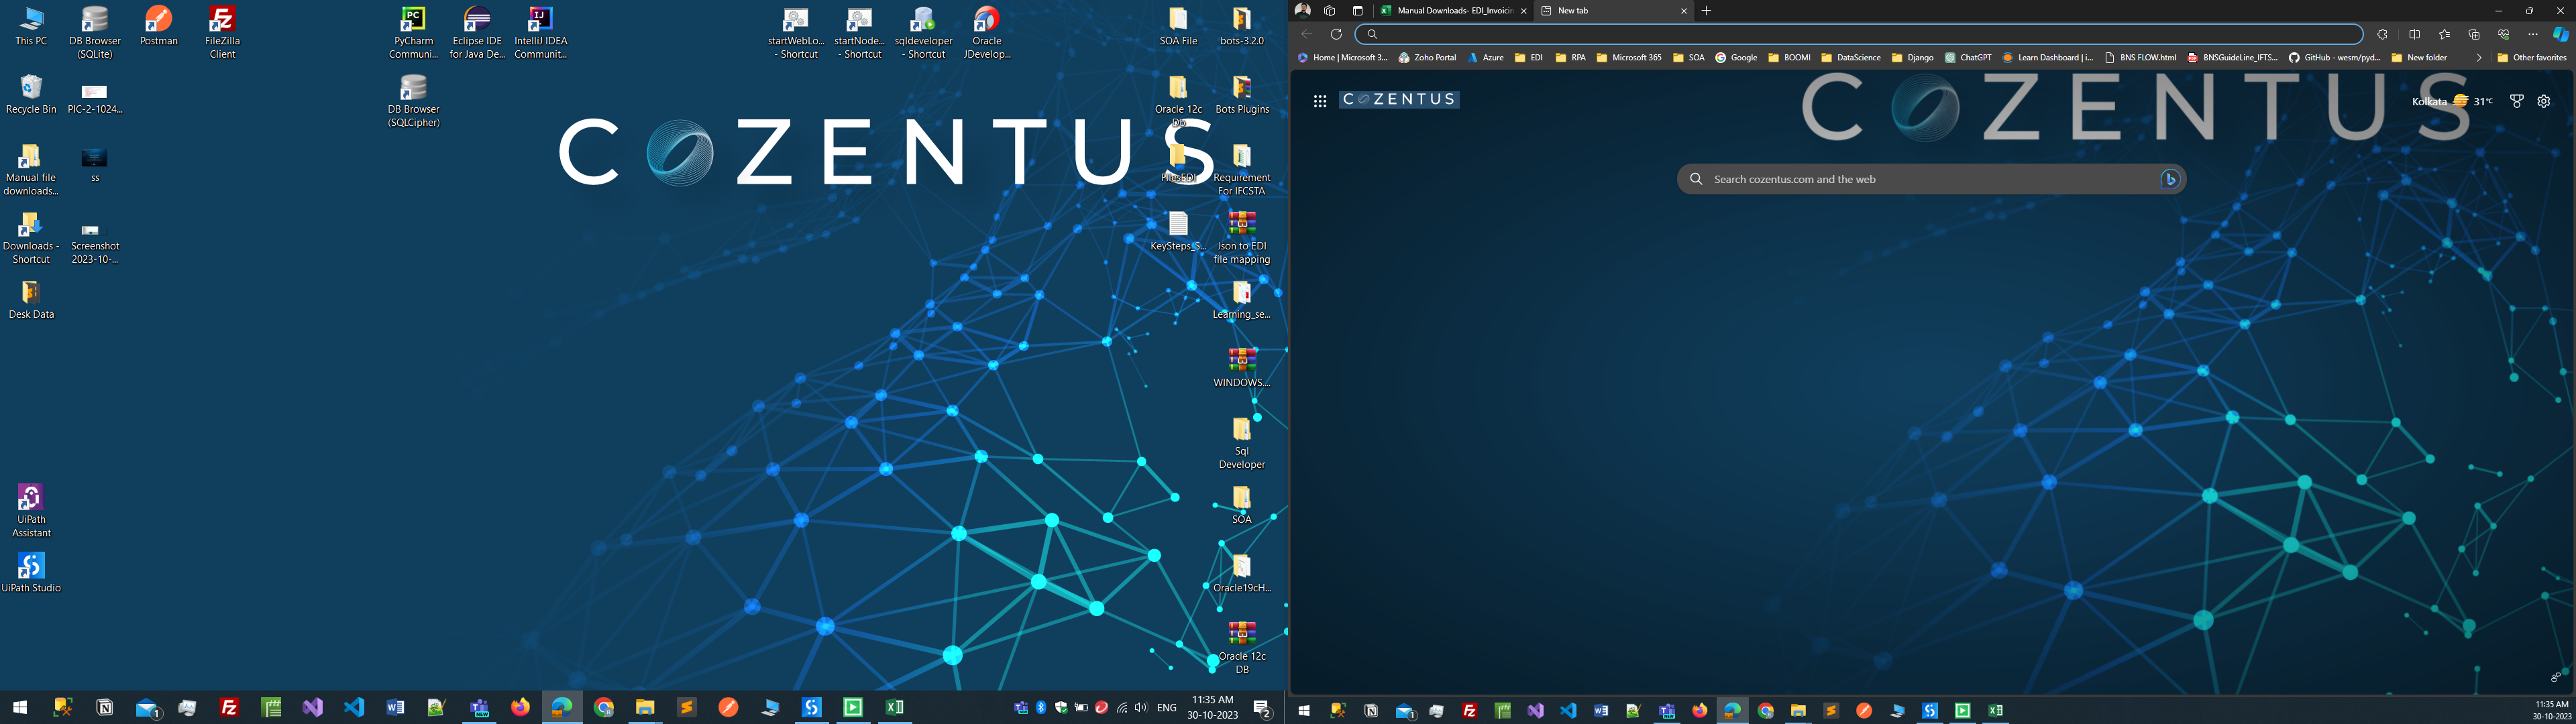 This PC
DB Browser
(SQLite)
Postman
FileZilla
Client
PyCharm
Communi...
Eclipse IDE
for Java De...
IntelliJ IDEA
Communit...
startWebLo...
- Shortcut
startNode...
- Shortcut
sqldeveloper
- Shortcut
Oracle
JDevelop...
SOA File
bots-3.2.0
Recycle Bin
PIC-2-1024...
DB Browser
(SQLCipher)
Oracle 12c
Bots Plugins
COZENTUS
Manual file
downloads...
ss
Requirement
For IFCSTA
Downloads -
Shortcut
Screenshot
2023-10-...
KeySteps_S...
Json to EDI
file mapping
Desk Data
Learning_se...
WINDOWS....
Sql
Developer
UiPath
Assistant
SOA
UiPath Studio
Oracle19cH...
Oracle 12c
DB
1
NEW
ENG
11:35 AM
30-10-2023
2
Manual Downloads- EDI_Invoicin
New tab
Home | Microsoft 3...
Zoho Portal
Azure
EDI
RPA
Microsoft 365
SOA
Google
BOOMI
DataScience
Django
ChatGPT
Learn Dashboard | i...
BNS FLOW.html
BNSGuideLine_IFTS...
GitHub - wesm/pyd...
New folder
Other favorites
COZENTUS
COZENTUS
Kolkata 31°C
Search cozentus.com and the web
1
11:35 AM
30-10-2023